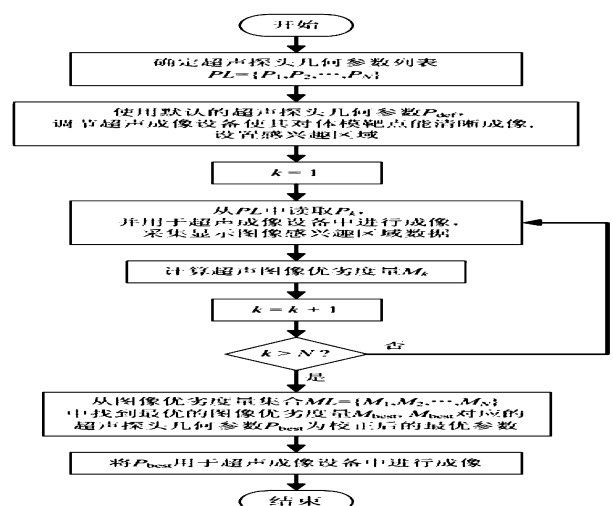 开始
确定超声探头几何参数列表
PL={P1,P2,…,PN}
使用默认的超声探头几何参数Pdef,
调节超声成像设备使其对体模靶点能清晰成像,
设置感兴趣区域
k = 1
从PL中读取Pk,
并用于超声成像设备中进行成像,
采集显示图像感兴趣区域数据
计算超声图像优劣度量Mk
k = k + 1
k > N ?
否
是
从图像优劣度量集合ML={M1,M2,…,MN}
中找到最优的图像优劣度量Mbest, Mbest对应的
超声探头几何参数Pbest为校正后的最优参数
将Pbest用于超声成像设备中进行成像
结束